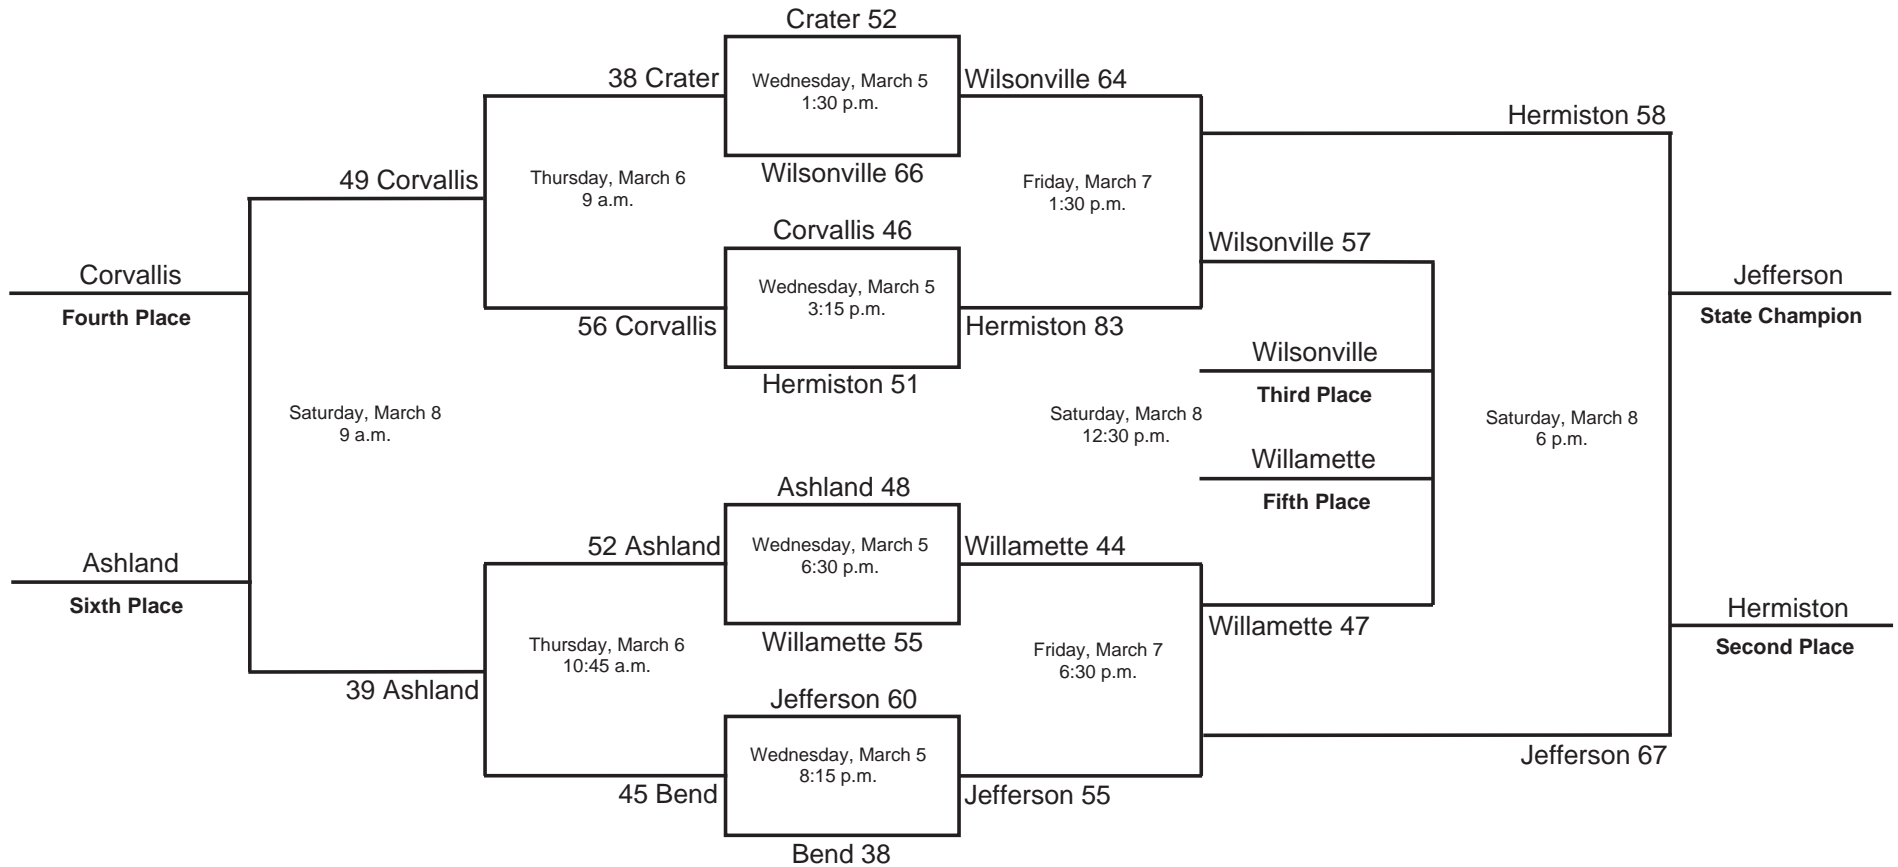 Crater 52
38 Crater
Wednesday, March 5
1:30 p.m.
Wilsonville 64
Hermiston 58
49 Corvallis
Thursday, March 6
9 a.m.
Wilsonville 66
Friday, March 7
1:30 p.m.
Corvallis 46
Wilsonville 57
Corvallis
Fourth Place
Wednesday, March 5
3:15 p.m.
Jefferson
State Champion
56 Corvallis
Hermiston 83
Wilsonville
Third Place
Hermiston 51
Saturday, March 8
9 a.m.
Saturday, March 8
12:30 p.m.
Saturday, March 8
6 p.m.
Willamette
Fifth Place
Ashland 48
52 Ashland
Wednesday, March 5
6:30 p.m.
Willamette 44
Ashland
Sixth Place
Hermiston
Second Place
Willamette 47
Thursday, March 6
10:45 a.m.
Willamette 55
Friday, March 7
6:30 p.m.
39 Ashland
Jefferson 60
Wednesday, March 5
8:15 p.m.
Jefferson 67
45 Bend
Jefferson 55
Bend 38